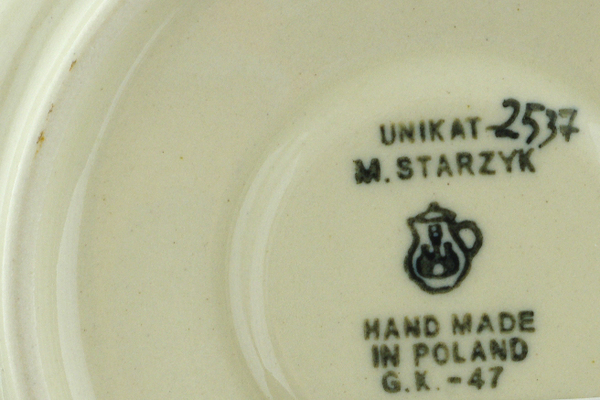 UNIKAT-2537
M. STARZYK
HAND MADE
IN POLAND
G.K. -47